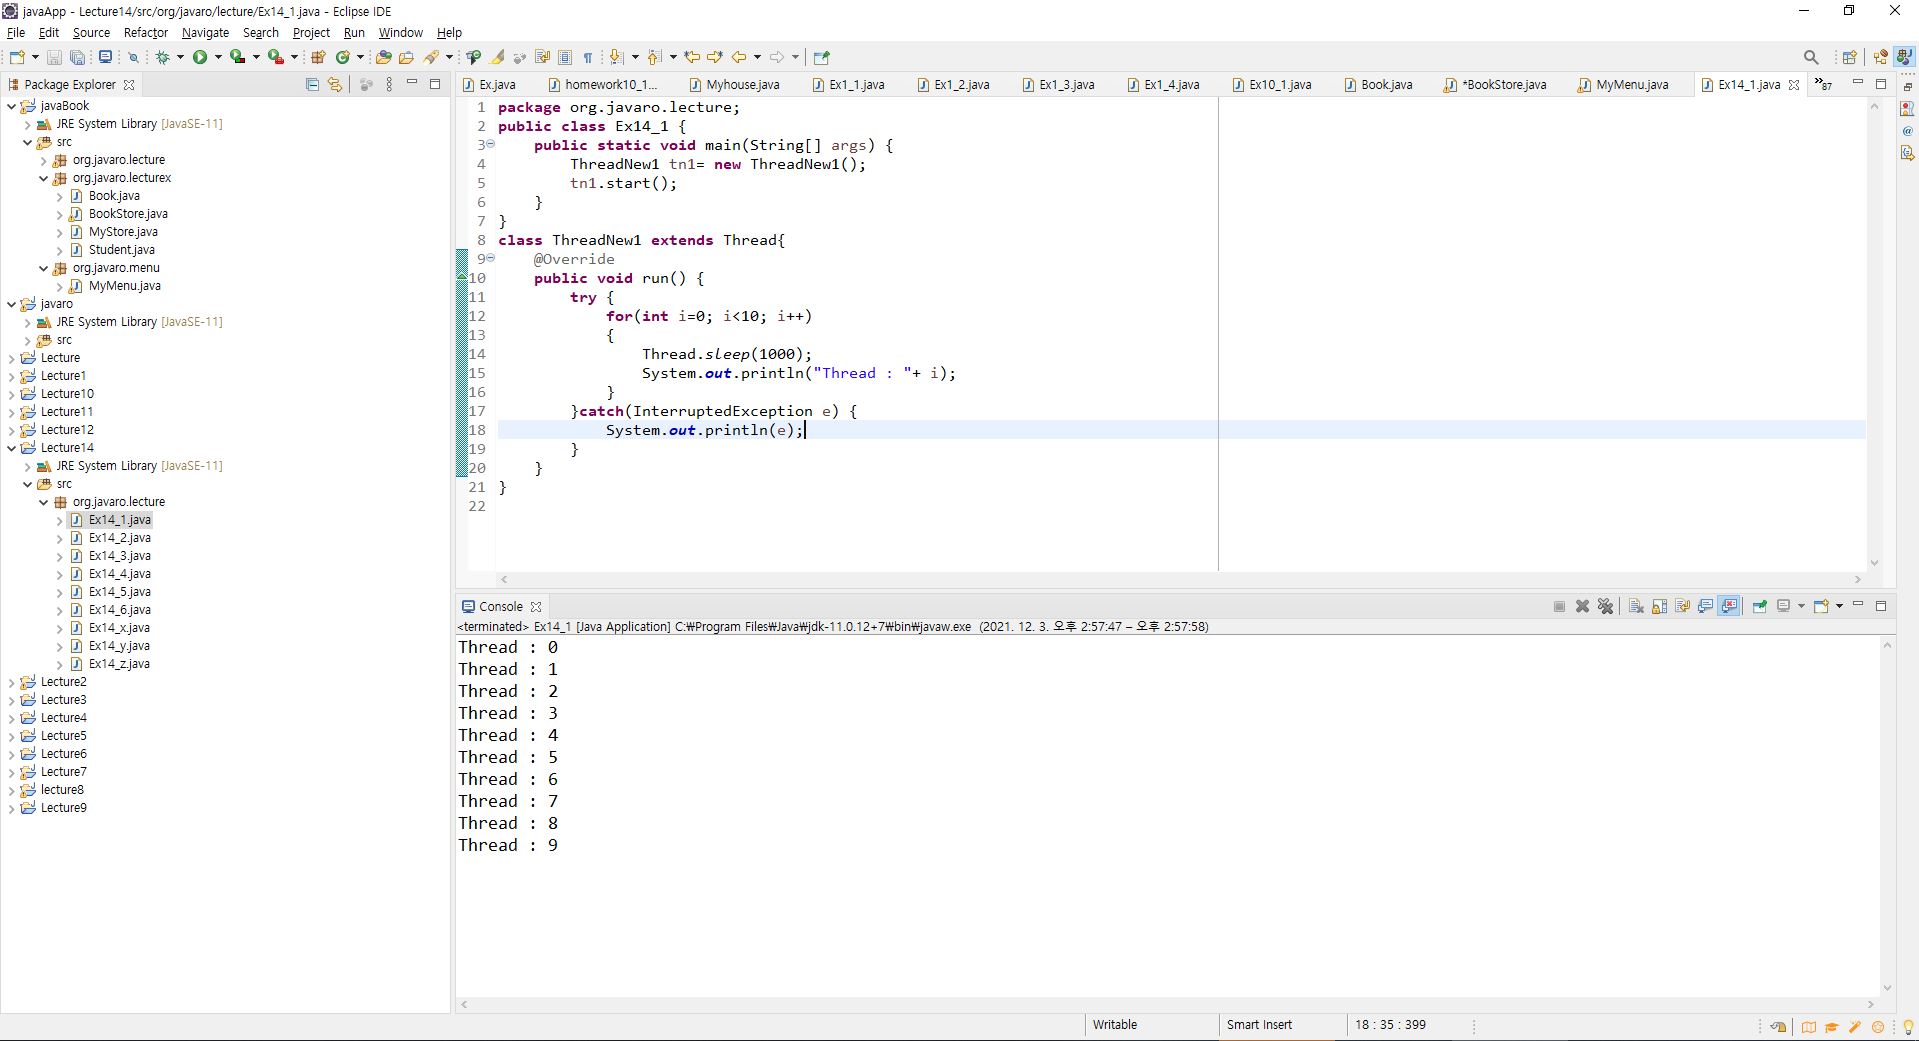 javaApp - Lecture14/src/org/javaro/lecture/Ex14_1.java - Eclipse IDE
File Edit Source Refactor Navigate Search Project Run Window Help
Package Explorer
javaBook
JRE System Library [JavaSE-11]
src
org.javaro.lecture
org.javaro.lecturex
Book.java
BookStore.java
MyStore.java
Student.java
org.javaro.menu
MyMenu.java
javaro
JRE System Library [JavaSE-11]
src
Lecture
Lecture1
Lecture10
Lecture11
Lecture12
Lecture14
JRE System Library [JavaSE-11]
src
org.javaro.lecture
Ex14_1.java
Ex14_2.java
Ex14_3.java
Ex14_4.java
Ex14_5.java
Ex14_6.java
Ex14_x.java
Ex14_y.java
Ex14_z.java
Lecture2
Lecture3
Lecture4
Lecture5
Lecture6
Lecture7
lecture8
Lecture9
Ex.java homework10_1... Myhouse.java Ex1_1.java Ex1_2.java Ex1_3.java Ex1_4.java Ex10_1.java Book.java *BookStore.java MyMenu.java Ex14_1.java »87
1 package org.javaro.lecture;
2 public class Ex14_1 {
3 public static void main(String[] args) {
4 ThreadNew1 tn1= new ThreadNew1();
5 tn1.start();
6 }
7 }
8 class ThreadNew1 extends Thread{
9 @Override
10 public void run() {
11 try {
12 for(int i=0; i<10; i++)
13 {
14 Thread.sleep(1000);
15 System.out.println("Thread : "+ i);
16 }
17 }catch(InterruptedException e) {
18 System.out.println(e);
19 }
20 }
21 }
22
Console
<terminated> Ex14_1 [Java Application] C:₩Program Files₩Java₩jdk-11.0.12+7₩bin₩javaw.exe (2021. 12. 3. 오후 2:57:47 – 오후 2:57:58)
Thread : 0
Thread : 1
Thread : 2
Thread : 3
Thread : 4
Thread : 5
Thread : 6
Thread : 7
Thread : 8
Thread : 9
Writable Smart Insert 18 : 35 : 399